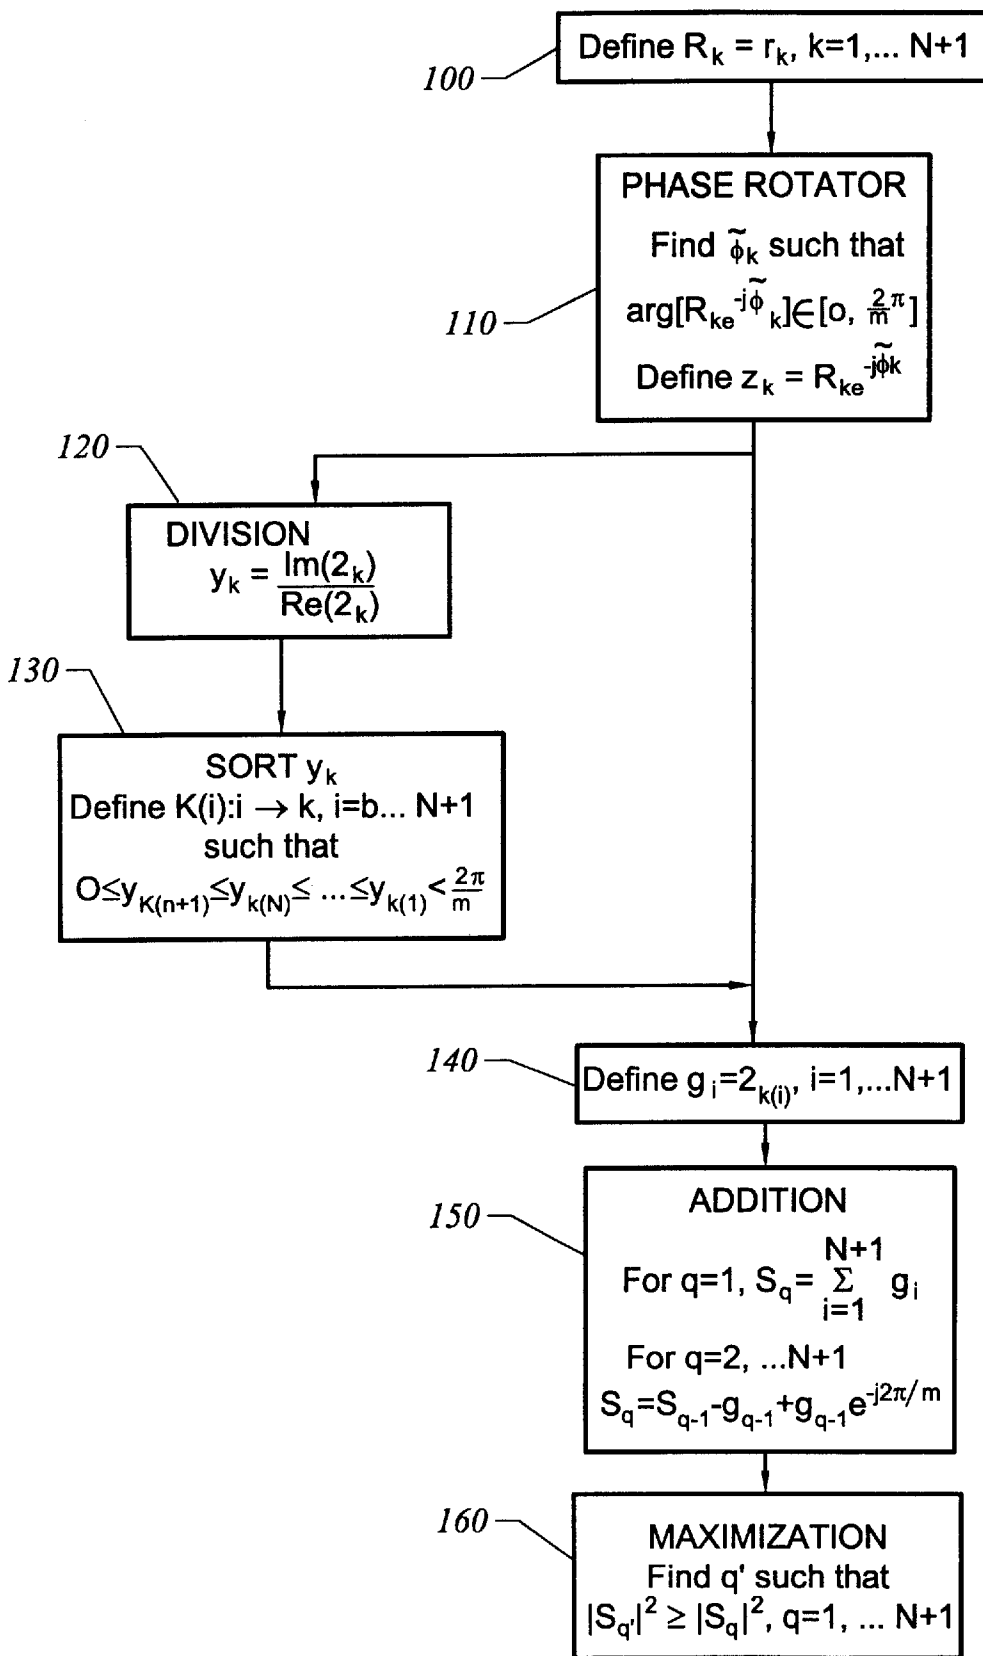 Define R_k = r_k, k=1,... N+1
100
PHASE ROTATOR
Find φ̃_k such that
arg[R_ke^-jφ̃_k]∈[o, 2/m π]
Define z_k = R_ke^-jφ̃k
110
120
DIVISION
y_k = Im(2_k)/Re(2_k)
130
SORT y_k
Define K(i):i → k, i=b... N+1
such that
O≤y_K(n+1)≤y_k(N)≤ ...≤y_k(1)<2π/m
140
Define g_i=2_k(i), i=1,...N+1
150
ADDITION
For q=1, S_q= Σ_{i=1}^{N+1} g_i
For q=2, ...N+1
S_q=S_q-1-g_q-1+g_q-1e^-j2π/m
160
MAXIMIZATION
Find q' such that
|S_q'|² ≥ |S_q|², q=1, ... N+1